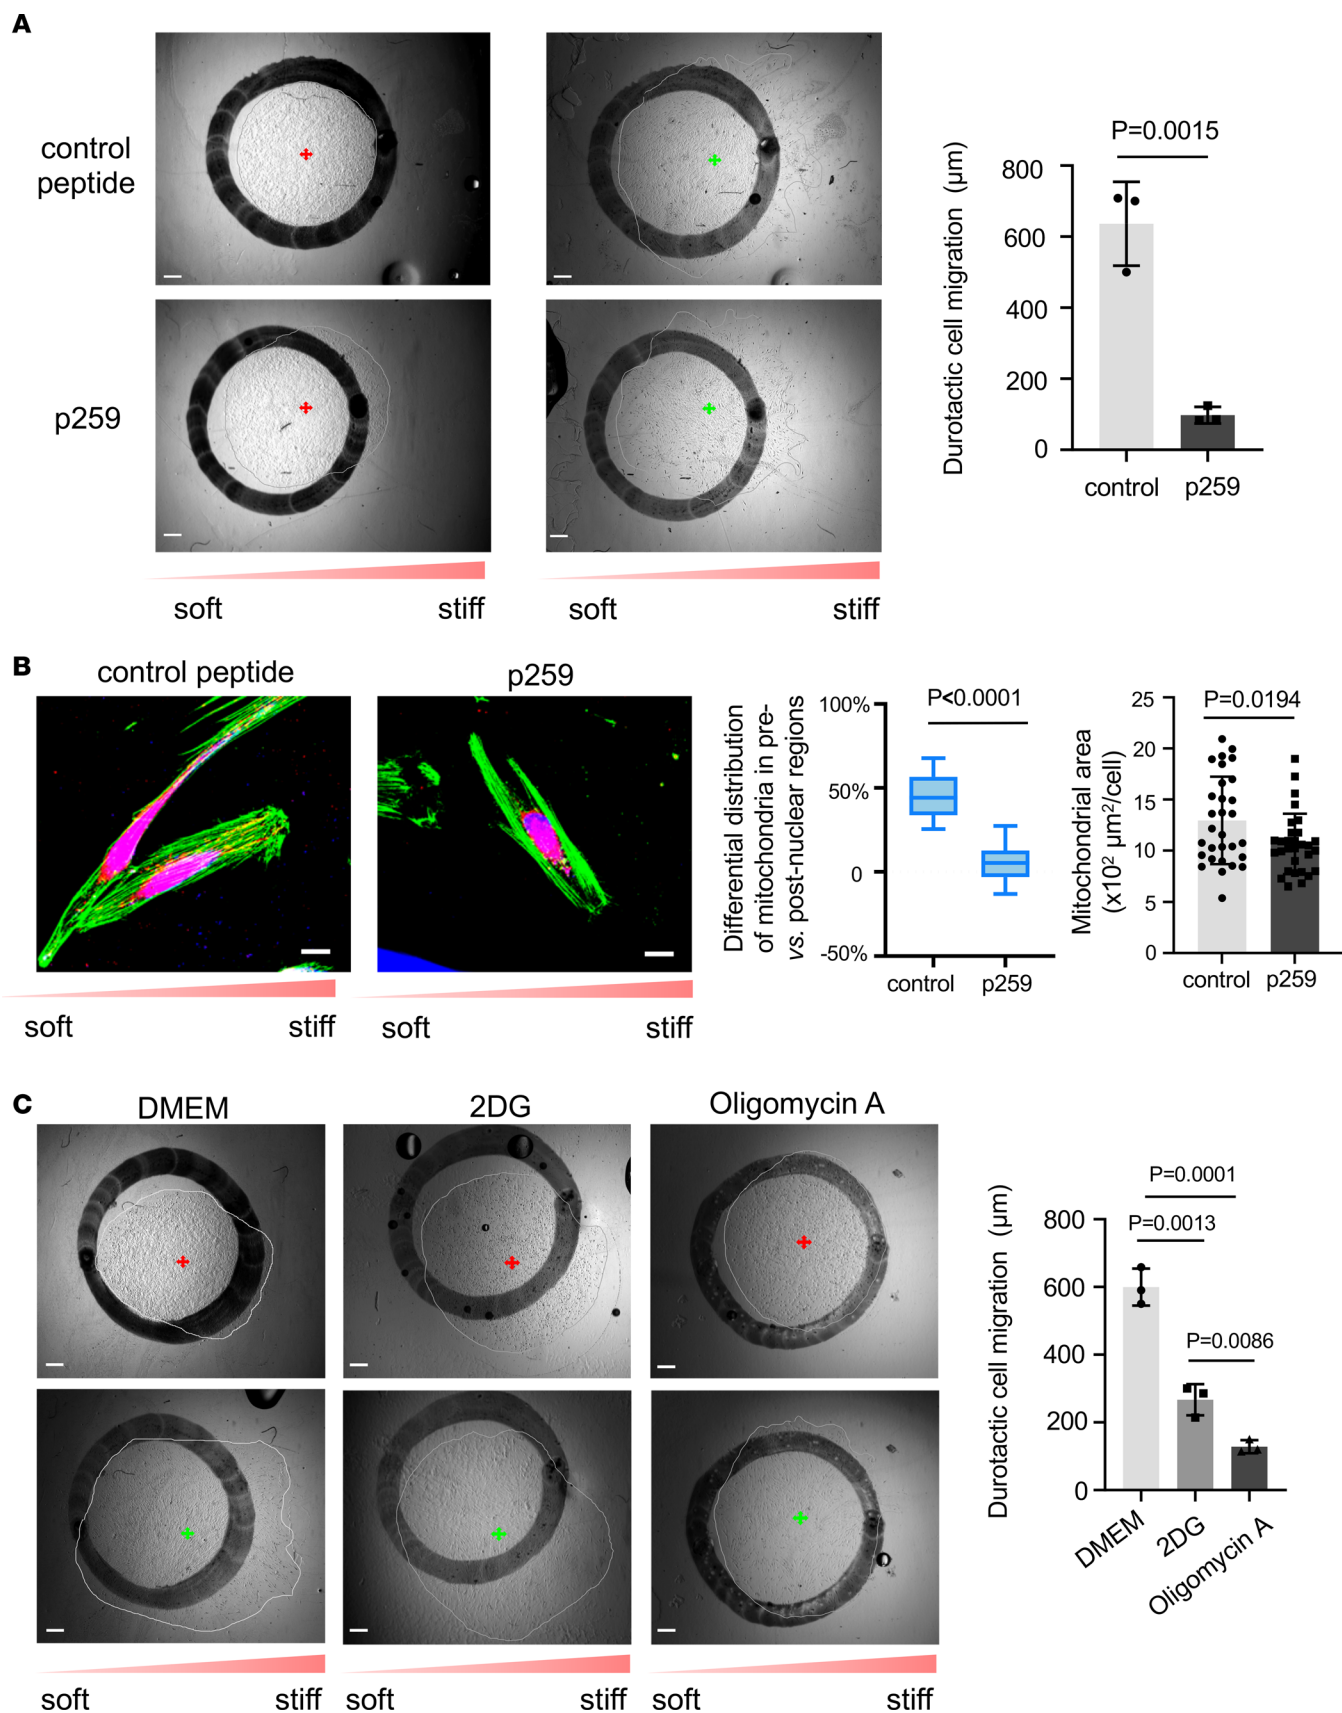 A
control
peptide
p259
soft
stiff
soft
stiff
Durotactic cell migration (μm)
P=0.0015
800
600
400
200
0
control
p259
B
control peptide
p259
soft
stiff
soft
stiff
Differential distribution
of mitochondria in pre-
vs. post-nuclear regions
P<0.0001
100%
50%
0
-50%
control
p259
Mitochondrial area
(x10² μm²/cell)
P=0.0194
25
20
15
10
5
0
control
p259
C
DMEM
2DG
Oligomycin A
soft
stiff
soft
stiff
soft
stiff
Durotactic cell migration (μm)
P=0.0001
P=0.0013
P=0.0086
800
600
400
200
0
DMEM
2DG
Oligomycin A